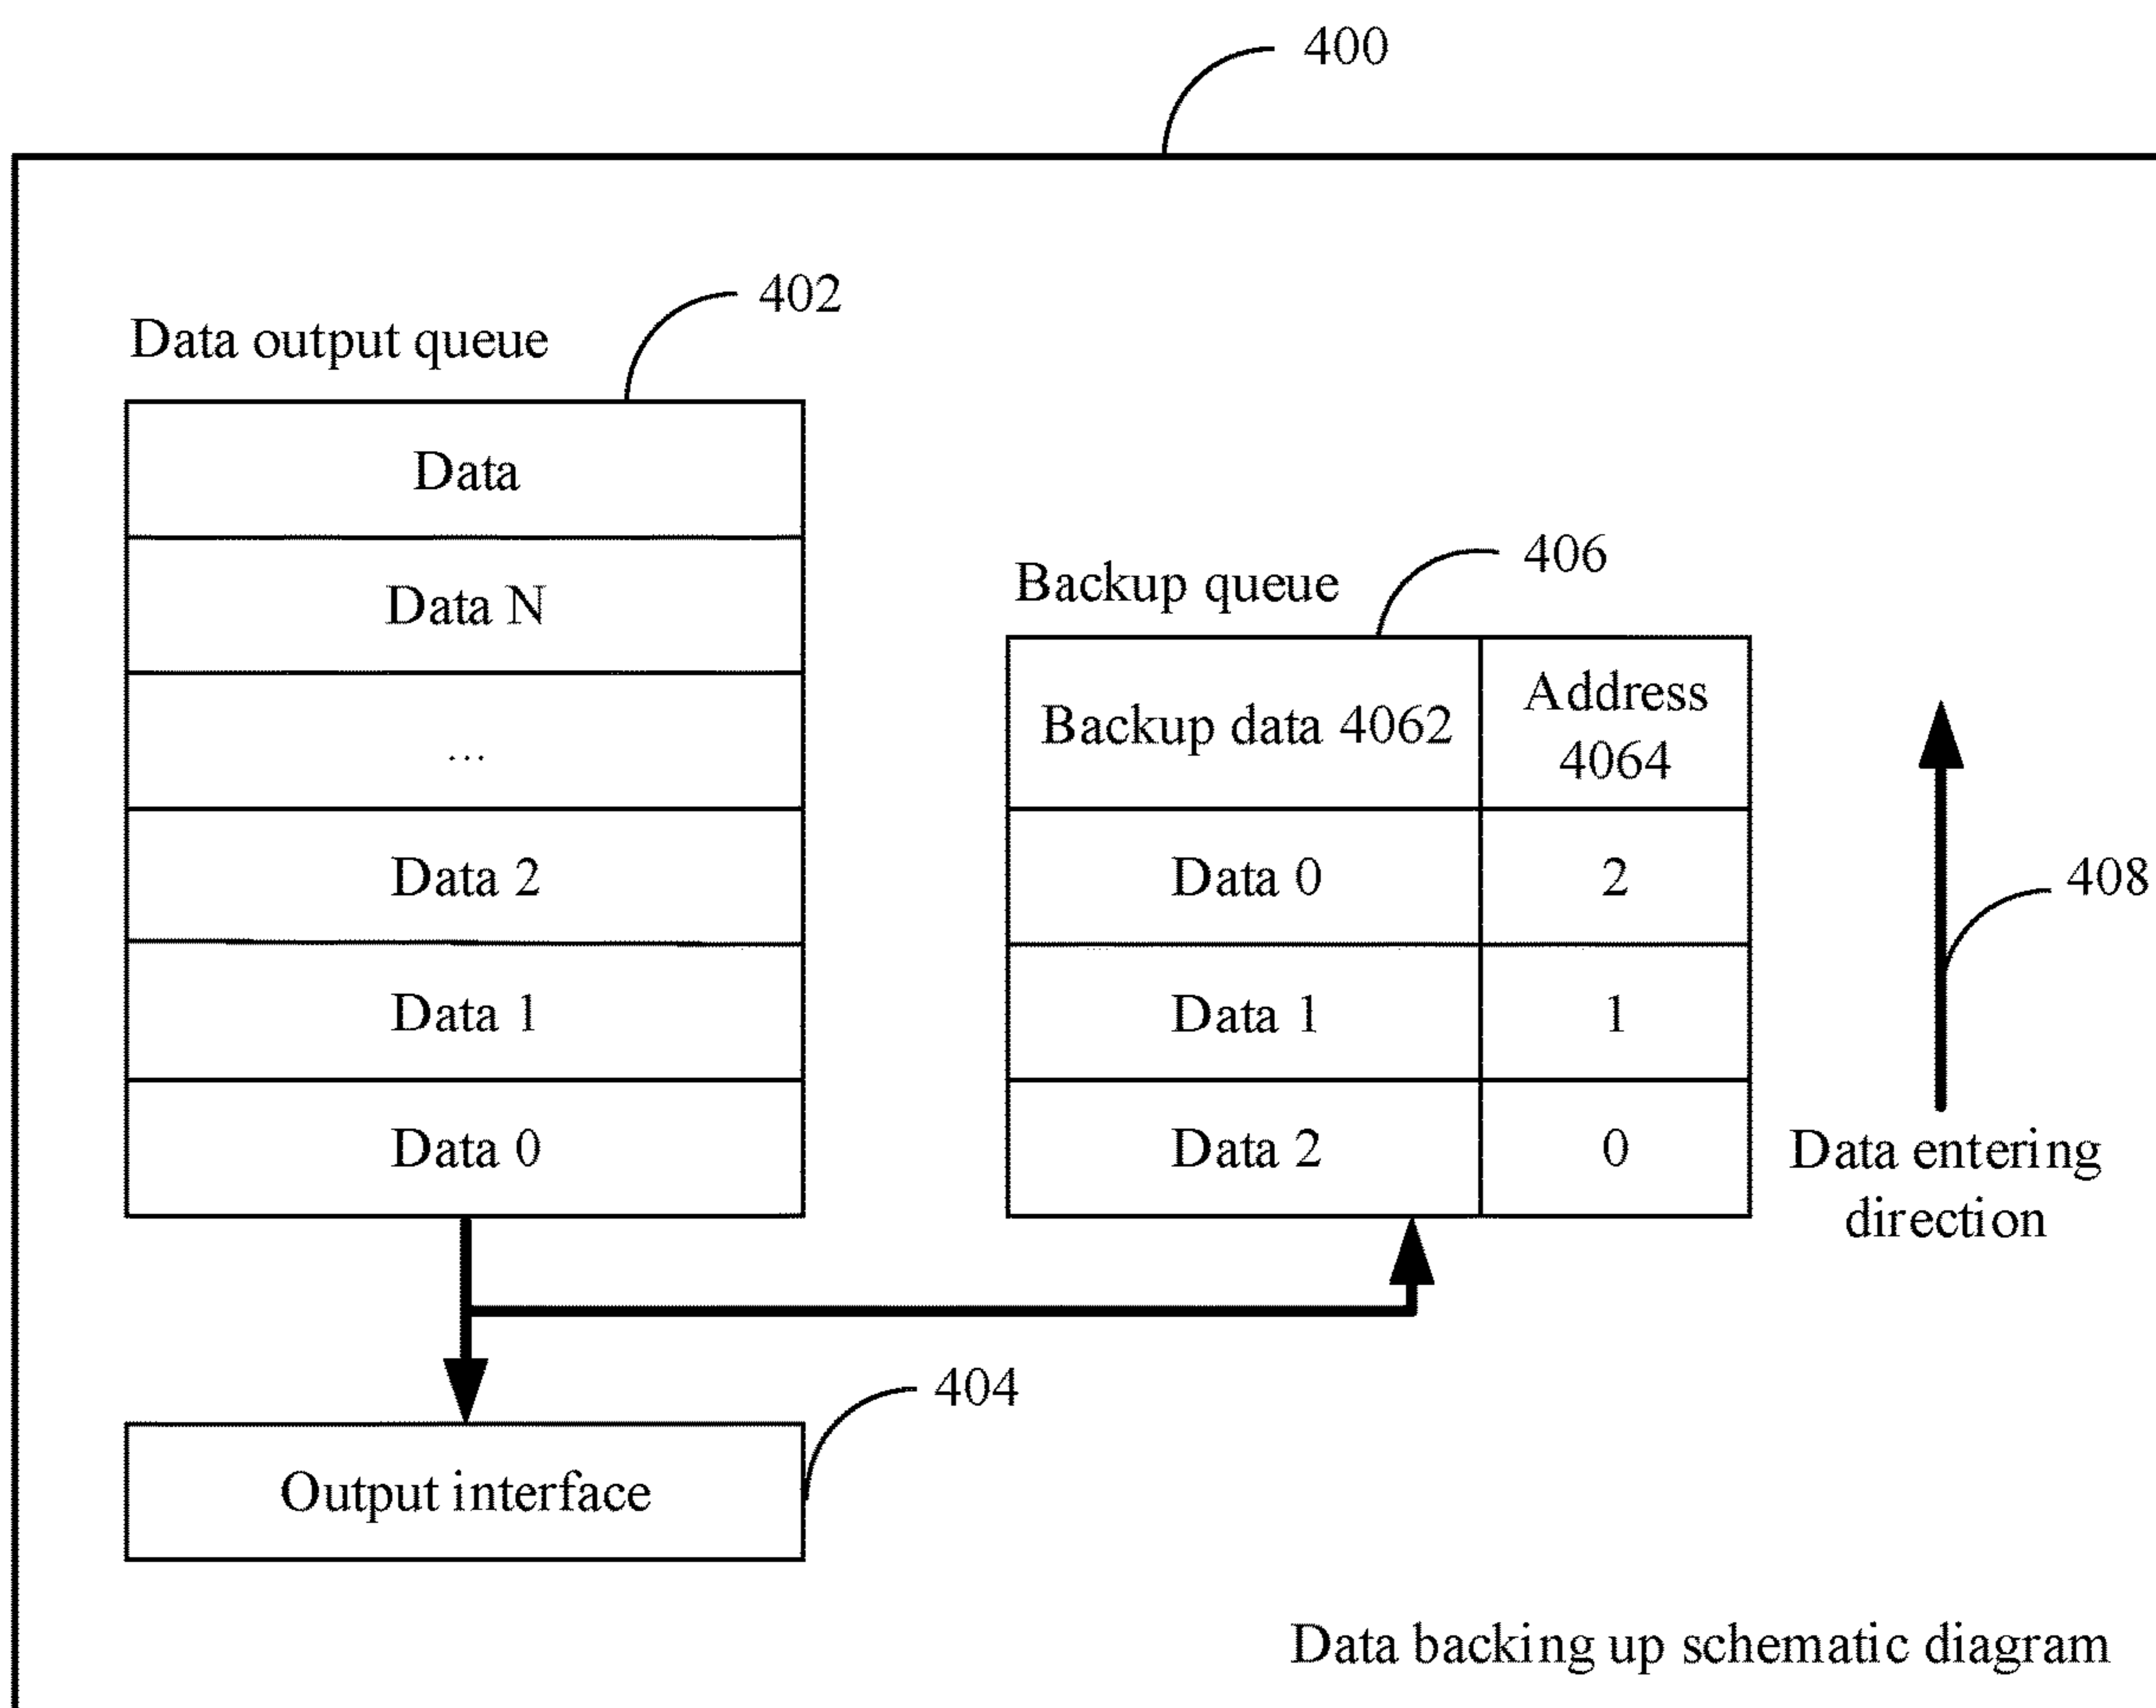 400
402
Data output queue
Data
Data N
...
Data 2
Data 1
Data 0
406
Backup queue
Backup data 4062
Address
4064
Data 0
2
Data 1
1
Data 2
0
408
Data entering
direction
404
Output interface
Data backing up schematic diagram